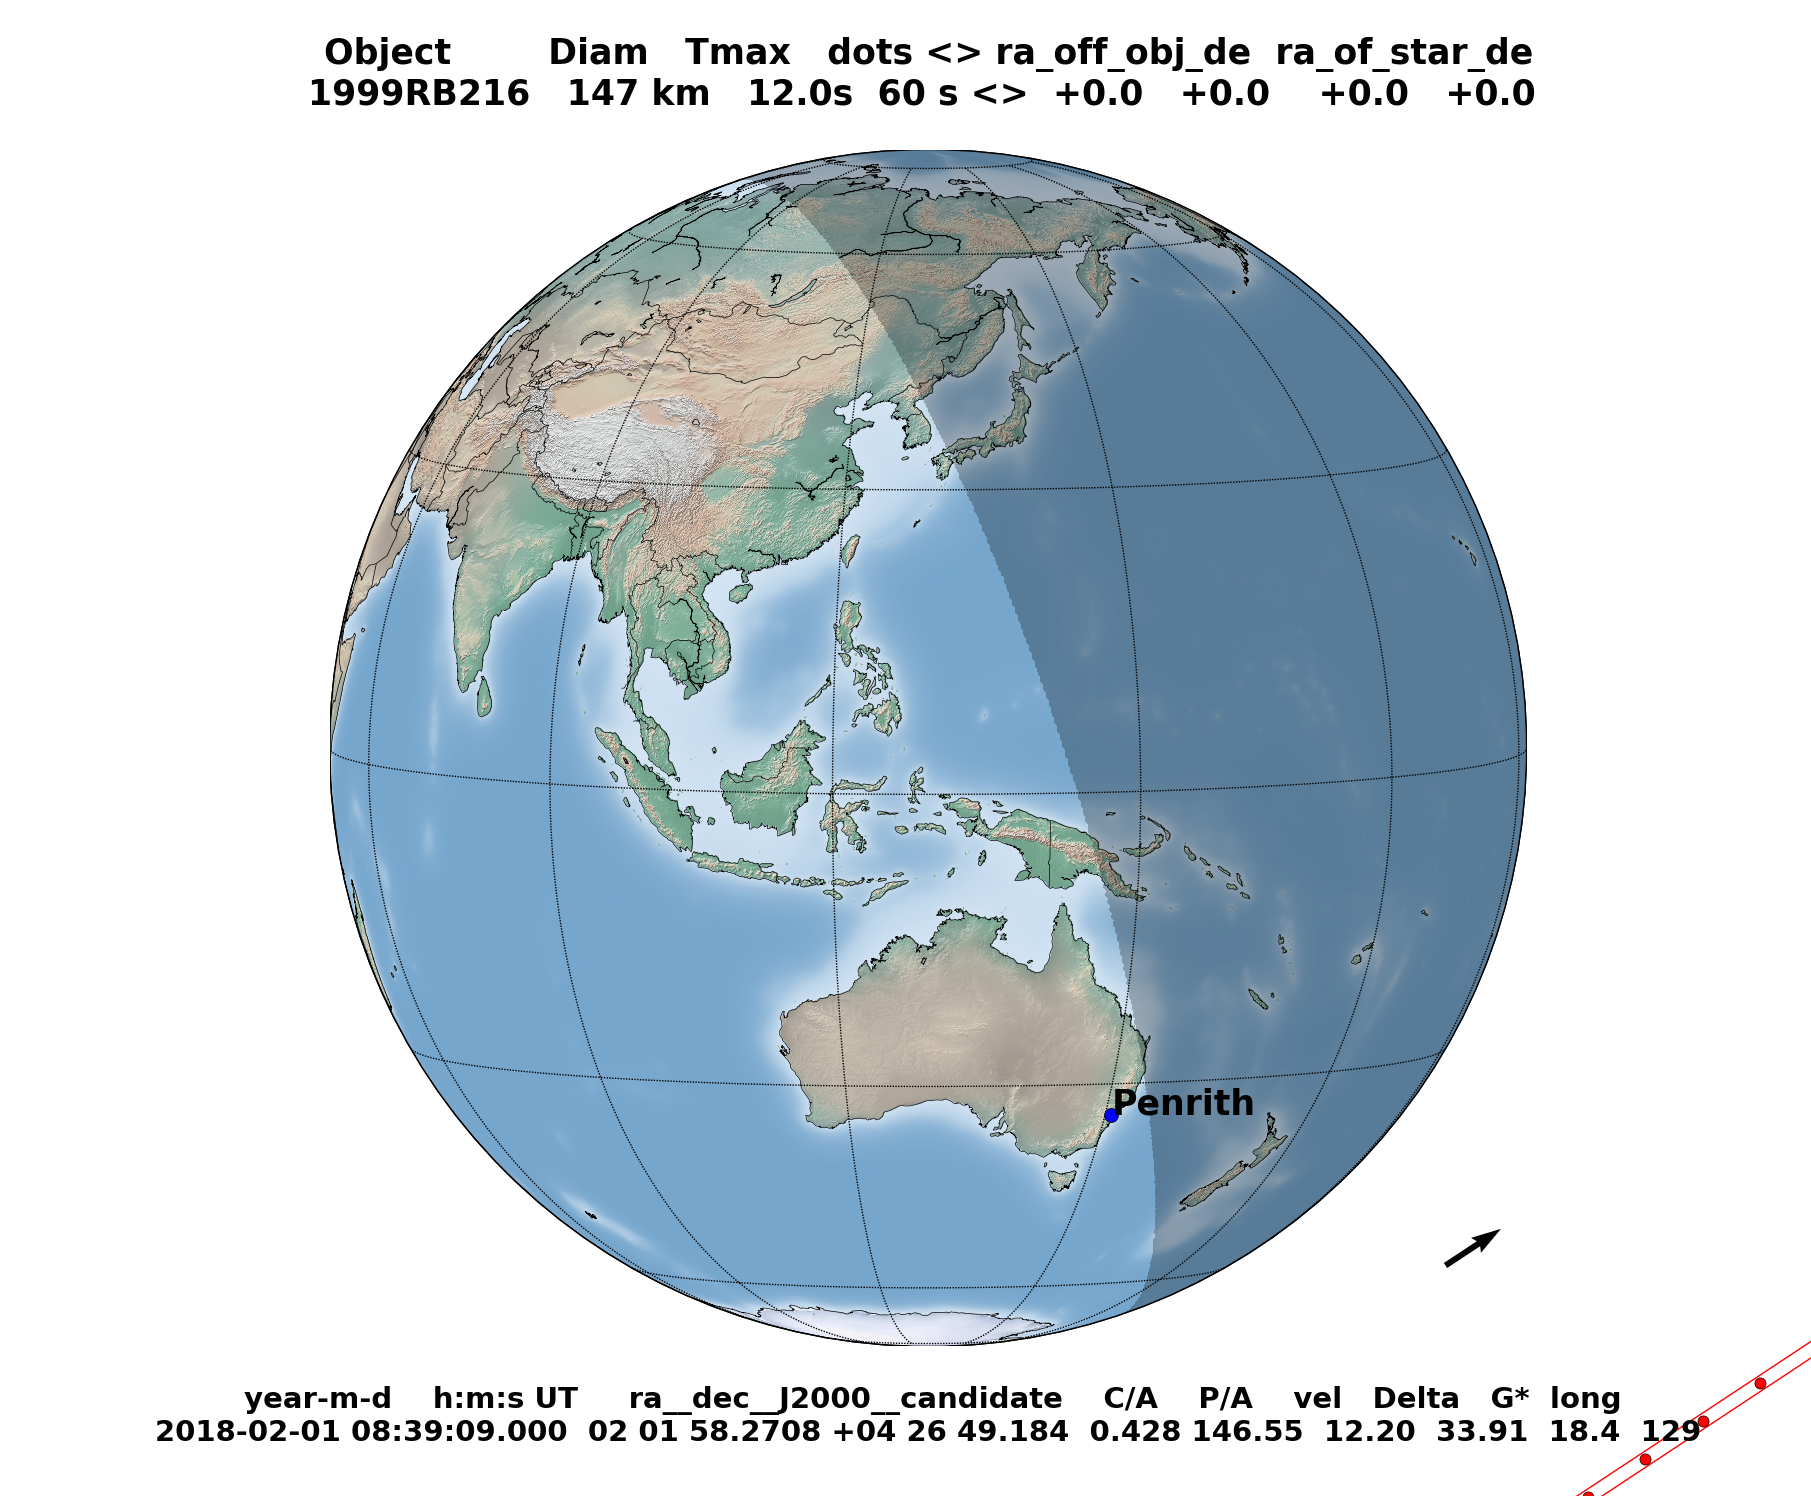 Object Diam Tmax dots <> ra_off_obj_de ra_of_star_de
1999RB216 147 km 12.0s 60 s <> +0.0 +0.0 +0.0 +0.0
Penrith
year-m-d h:m:s UT ra__dec__J2000__candidate C/A P/A vel Delta G* long
2018-02-01 08:39:09.000 02 01 58.2708 +04 26 49.184 0.428 146.55 12.20 33.91 18.4 129